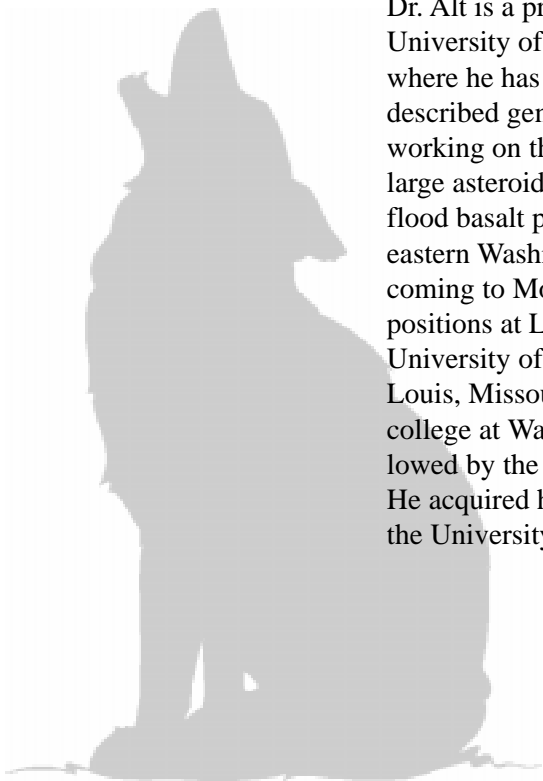 Dr. Alt is a pr
University of
where he has
described ger
working on th
large asteroid
flood basalt p
eastern Washi
coming to Mo
positions at L
University of
Louis, Missou
college at Wa
lowed by the
He acquired h
the University